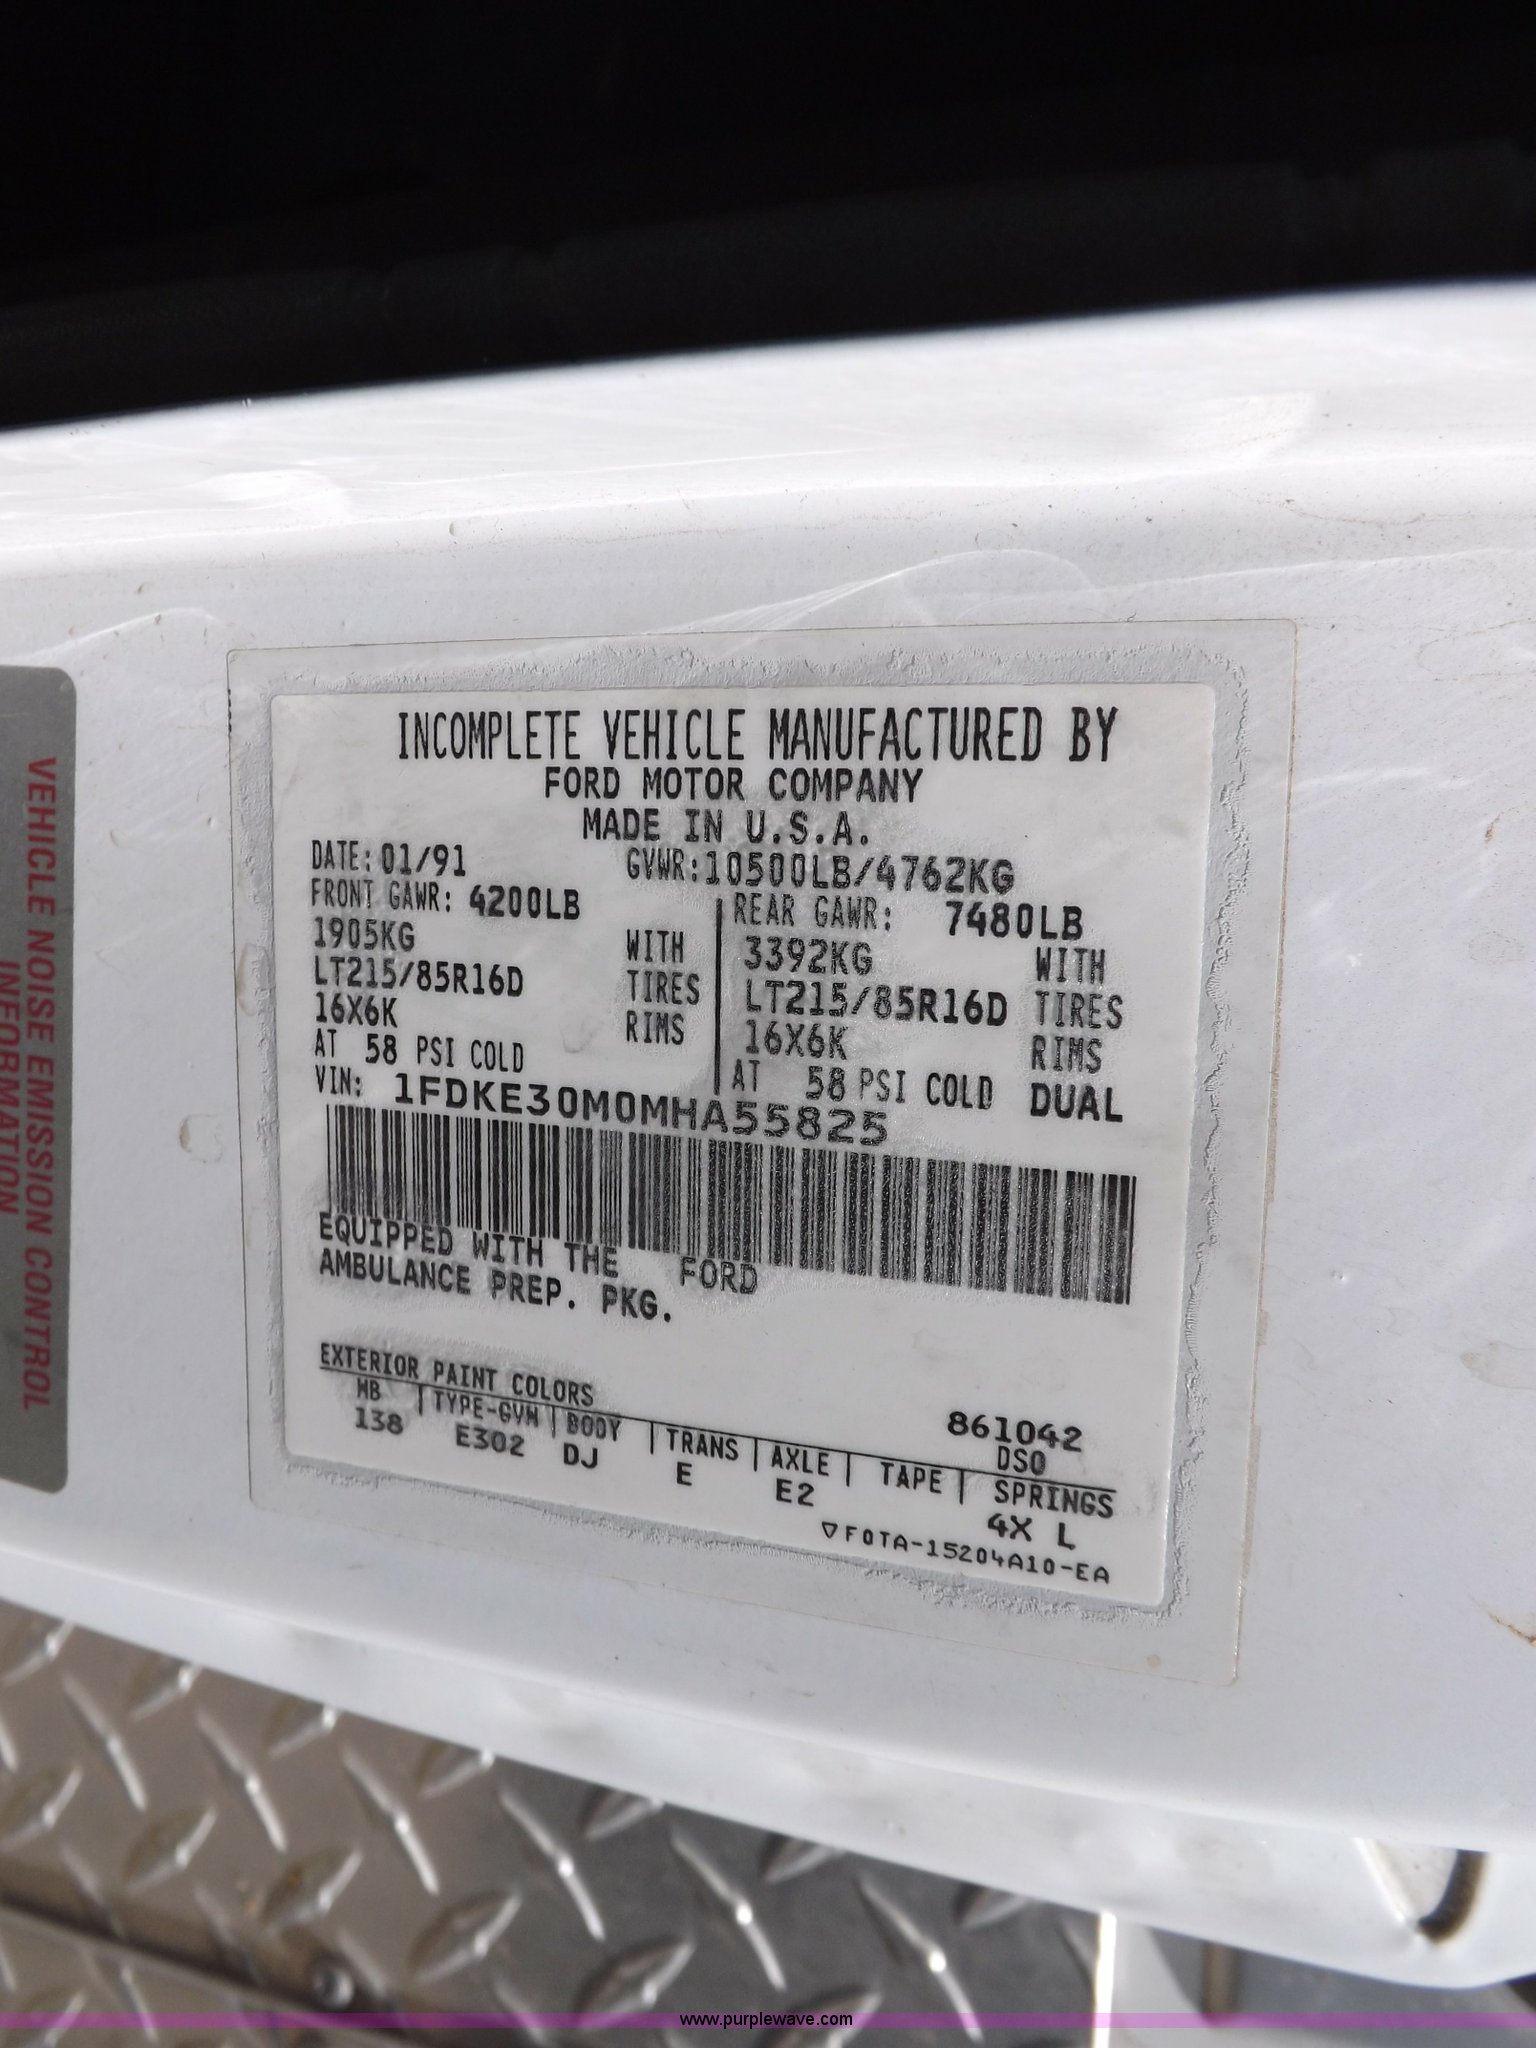 VEHICLE NOISE EMISSION CONTROL
INFORMATION
INCOMPLETE VEHICLE MANUFACTURED BY
FORD MOTOR COMPANY
MADE IN U.S.A.
DATE: 01/91 GVWR: 10500LB/4762KG
FRONT GAWR: 4200LB REAR GAWR: 7480LB
1905KG WITH 3392KG WITH
LT215/85R16D TIRES LT215/85R16D TIRES
16X6K RIMS 16X6K RIMS
AT 58 PSI COLD AT 58 PSI COLD DUAL
VIN: 1FDKE30M0MHA55825
EQUIPPED WITH THE FORD
AMBULANCE PREP. PKG.
EXTERIOR PAINT COLORS 861042
DSO
WB TYPE-GVW BODY TRANS AXLE TAPE SPRINGS
138 E302 DJ E E2 4X L
▽F0TA-15204A10-EA
www.purplewave.com